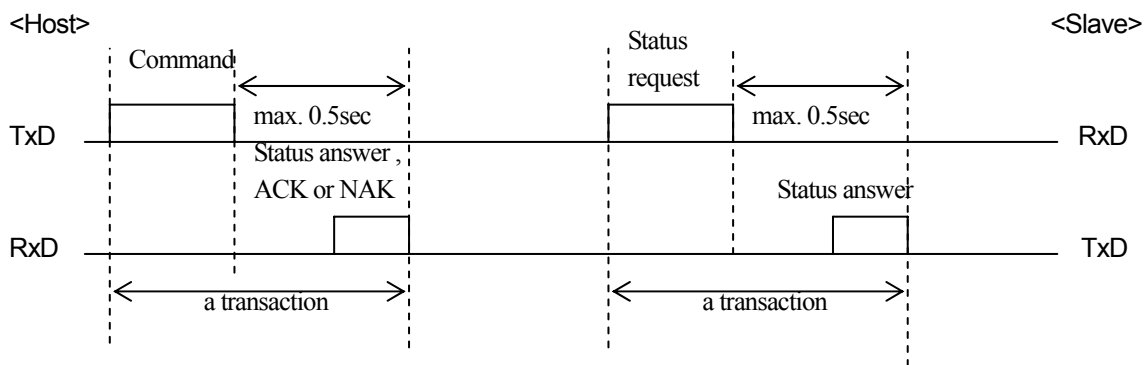 <Host>
<Slave>
Command
Status
request
max. 0.5sec
max. 0.5sec
TxD
RxD
Status answer ,
ACK or NAK
Status answer
RxD
TxD
a transaction
a transaction